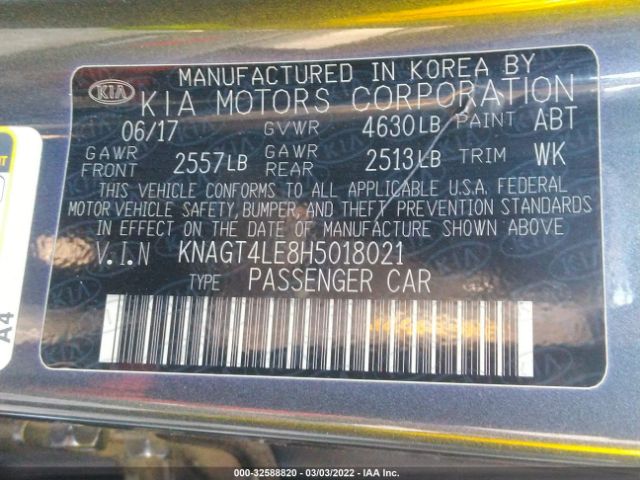 MANUFACTURED IN KOREA BY
KIA KIA MOTORS CORPORATION
06/17 GVWR 4630LB PAINT ABT
GAWR FRONT 2557LB GAWR REAR 2513LB TRIM WK
THIS VEHICLE CONFORMS TO ALL APPLICABLE U.S.A. FEDERAL
MOTOR VEHICLE SAFETY, BUMPER, AND THEFT PREVENTION STANDARDS
IN EFFECT ON THE DATE OF MANUFACTURE SHOWN ABOVE
V.I.N KNAGT4LE8H5018021
TYPE PASSENGER CAR
A4
000-32588820 - 03/03/2022 - IAA Inc.